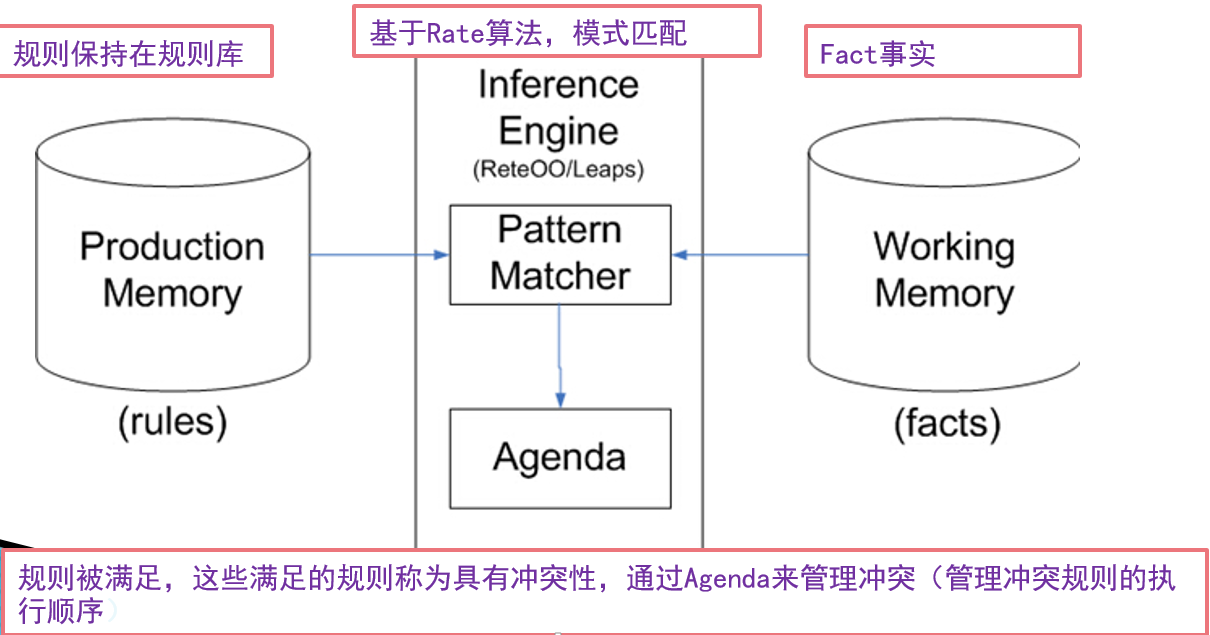 规则保持在规则库
基于Rate算法，模式匹配
Fact事实
Inference
Engine
(ReteOO/Leaps)
Production
Memory
(rules)
Pattern
Matcher
Agenda
Working
Memory
(facts)
规则被满足，这些满足的规则称为具有冲突性，通过Agenda来管理冲突（管理冲突规则的执
行顺序）